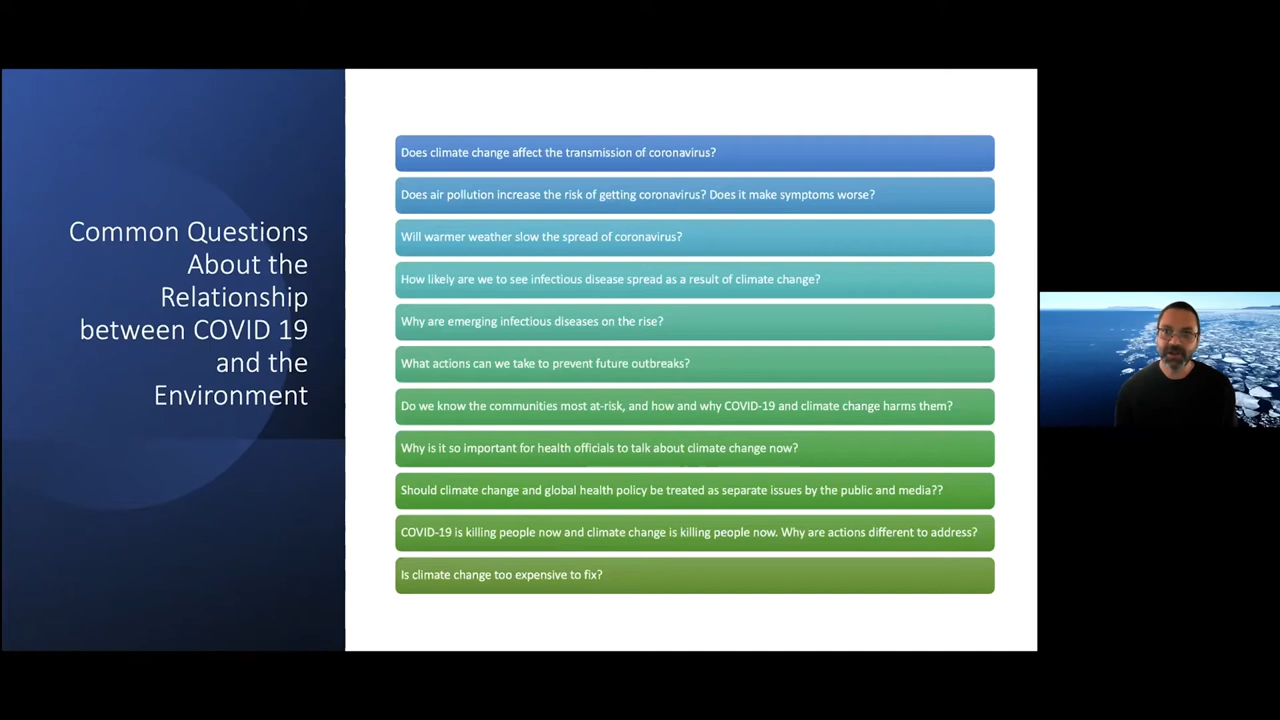 Common Questions
About the
Relationship
between COVID 19
and the
Environment
Does climate change affect the transmission of coronavirus?
Does air pollution increase the risk of getting coronavirus? Does it make symptoms worse?
Will warmer weather slow the spread of coronavirus?
How likely are we to see infectious disease spread as a result of climate change?
Why are emerging infectious diseases on the rise?
What actions can we take to prevent future outbreaks?
Do we know the communities most at-risk, and how and why COVID-19 and climate change harms them?
Why is it so important for health officials to talk about climate change now?
Should climate change and global health policy be treated as separate issues by the public and media??
COVID-19 is killing people now and climate change is killing people now. Why are actions different to address?
Is climate change too expensive to fix?